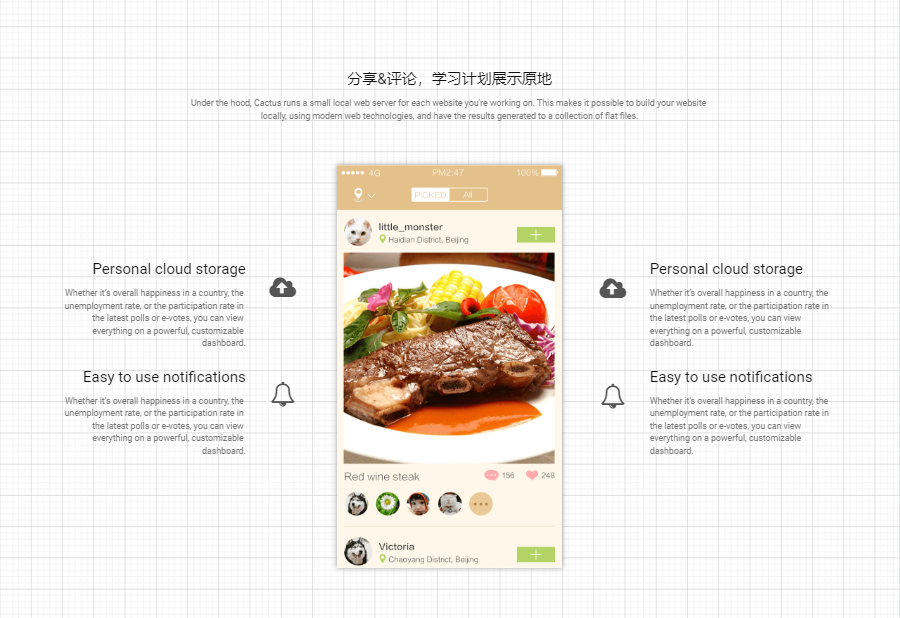 分享&评论，学习计划展示原地
Under the hood, Cactus runs a small local web server for each website you're working on. This makes it possible to build your website
locally, using modern web technologies, and have the results generated to a collection of flat files.
Personal cloud storage
Whether it's overall happiness in a country, the
unemployment rate, or the participation rate in
the latest polls or e-votes, you can view
everything on a powerful, customizable
dashboard.
Easy to use notifications
Whether it's overall happiness in a country, the
unemployment rate, or the participation rate in
the latest polls or e-votes, you can view
everything on a powerful, customizable
dashboard.
4G PM2:47 100%
PICKED All
little_monster
Haidian District, Beijing
Red wine steak 156 248
Victoria
Chaoyang District, Beijing
Personal cloud storage
Whether it's overall happiness in a country, the
unemployment rate, or the participation rate in
the latest polls or e-votes, you can view
everything on a powerful, customizable
dashboard.
Easy to use notifications
Whether it's overall happiness in a country, the
unemployment rate, or the participation rate in
the latest polls or e-votes, you can view
everything on a powerful, customizable
dashboard.